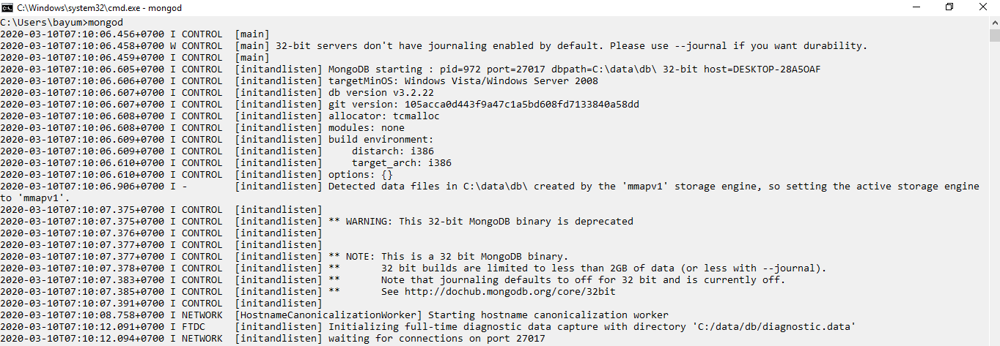 C:\Windows\system32\cmd.exe - mongod
C:\Users\bayum>mongod
2020-03-10T07:10:06.456+0700 I CONTROL  [main]
2020-03-10T07:10:06.458+0700 W CONTROL  [main] 32-bit servers don't have journaling enabled by default. Please use --journal if you want durability.
2020-03-10T07:10:06.459+0700 I CONTROL  [main]
2020-03-10T07:10:06.605+0700 I CONTROL  [initandlisten] MongoDB starting : pid=972 port=27017 dbpath=C:\data\db\ 32-bit host=DESKTOP-28A5OAF
2020-03-10T07:10:06.606+0700 I CONTROL  [initandlisten] targetMinOS: Windows Vista/Windows Server 2008
2020-03-10T07:10:06.607+0700 I CONTROL  [initandlisten] db version v3.2.22
2020-03-10T07:10:06.607+0700 I CONTROL  [initandlisten] git version: 105acca0d443f9a47c1a5bd608fd7133840a58dd
2020-03-10T07:10:06.608+0700 I CONTROL  [initandlisten] allocator: tcmalloc
2020-03-10T07:10:06.608+0700 I CONTROL  [initandlisten] modules: none
2020-03-10T07:10:06.609+0700 I CONTROL  [initandlisten] build environment:
2020-03-10T07:10:06.609+0700 I CONTROL  [initandlisten]     distarch: i386
2020-03-10T07:10:06.610+0700 I CONTROL  [initandlisten]     target_arch: i386
2020-03-10T07:10:06.610+0700 I CONTROL  [initandlisten] options: {}
2020-03-10T07:10:06.906+0700 I -        [initandlisten] Detected data files in C:\data\db\ created by the 'mmapv1' storage engine, so setting the active storage engine
to 'mmapv1'.
2020-03-10T07:10:07.375+0700 I CONTROL  [initandlisten]
2020-03-10T07:10:07.375+0700 I CONTROL  [initandlisten] ** WARNING: This 32-bit MongoDB binary is deprecated
2020-03-10T07:10:07.376+0700 I CONTROL  [initandlisten]
2020-03-10T07:10:07.377+0700 I CONTROL  [initandlisten]
2020-03-10T07:10:07.377+0700 I CONTROL  [initandlisten] ** NOTE: This is a 32 bit MongoDB binary.
2020-03-10T07:10:07.378+0700 I CONTROL  [initandlisten] **       32 bit builds are limited to less than 2GB of data (or less with --journal).
2020-03-10T07:10:07.383+0700 I CONTROL  [initandlisten] **       Note that journaling defaults to off for 32 bit and is currently off.
2020-03-10T07:10:07.385+0700 I CONTROL  [initandlisten] **       See http://dochub.mongodb.org/core/32bit
2020-03-10T07:10:07.391+0700 I CONTROL  [initandlisten]
2020-03-10T07:10:08.758+0700 I NETWORK  [HostnameCanonicalizationWorker] Starting hostname canonicalization worker
2020-03-10T07:10:12.091+0700 I FTDC     [initandlisten] Initializing full-time diagnostic data capture with directory 'C:/data/db/diagnostic.data'
2020-03-10T07:10:12.094+0700 I NETWORK  [initandlisten] waiting for connections on port 27017